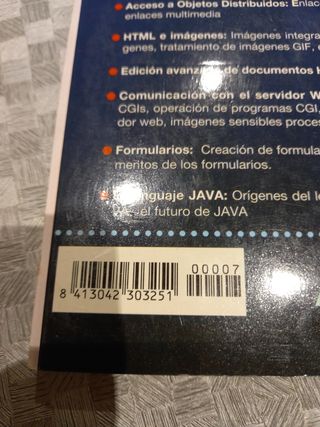 Acceso a Objetos Distribuidos: Enlac
enlaces multimedia
HTML e imágenes: Imágenes integra
genes, tratamiento de imágenes GIF, e
Edición avanzada de documentos H
Comunicación con el servidor W
CGIs, operación de programas CGI,
dor web, imágenes sensibles proce
Formularios: Creación de formula
mentos de los formularios.
lenguaje JAVA: Orígenes del le
el futuro de JAVA
00007
8 413042 303251